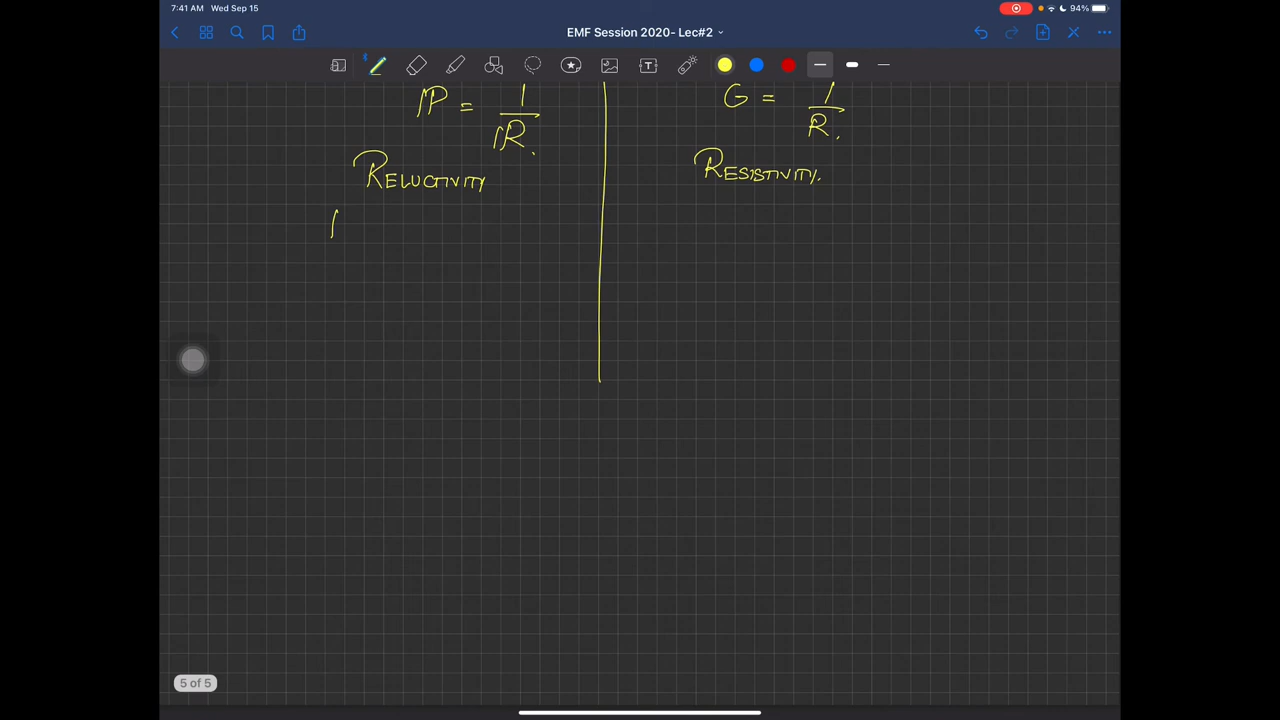 7:41 AM Wed Sep 15
94%
EMF Session 2020- Lec#2
P = 1/R.
G = 1/R.
RELUCTIVITY
RESISTIVITY.
5 of 5